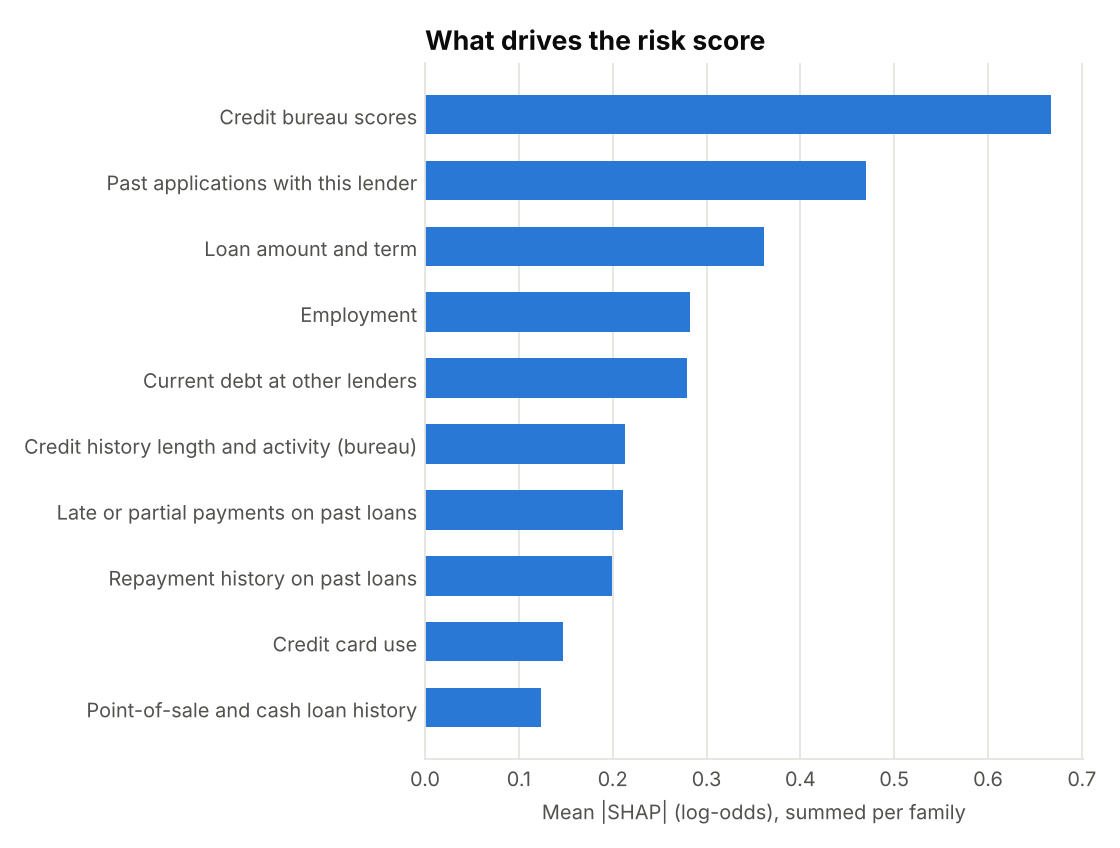 What drives the risk score
Credit bureau scores
Past applications with this lender
Loan amount and term
Employment
Current debt at other lenders
Credit history length and activity (bureau)
Late or partial payments on past loans
Repayment history on past loans
Credit card use
Point-of-sale and cash loan history
0.0 0.1 0.2 0.3 0.4 0.5 0.6 0.7
Mean |SHAP| (log-odds), summed per family